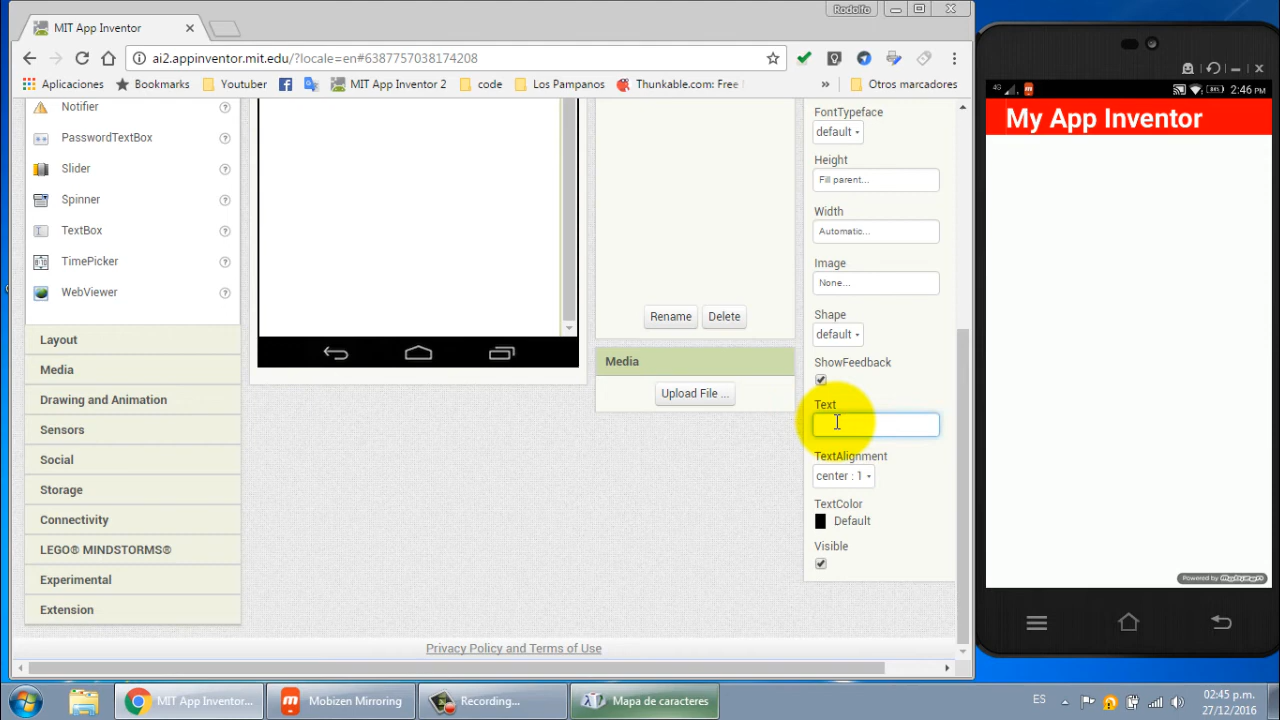 Rodolfo
MIT App Inventor
ai2.appinventor.mit.edu/?locale=en#6387757038174208
Aplicaciones
Bookmarks
Youtuber
MIT App Inventor 2
code
Los Pampanos
Thunkable.com: Free
»
Otros marcadores
Notifier
PasswordTextBox
Slider
Spinner
TextBox
TimePicker
WebViewer
Layout
Media
Drawing and Animation
Sensors
Social
Storage
Connectivity
LEGO® MINDSTORMS®
Experimental
Extension
Rename
Delete
Media
Upload File ...
FontTypeface
default
Height
Fill parent...
Width
Automatic...
Image
None...
Shape
default
ShowFeedback
Text
TextAlignment
center : 1
TextColor
Default
Visible
Privacy Policy and Terms of Use
4G
2:46 PM
My App Inventor
Powered by
MIT App Inventor...
Mobizen Mirroring
Recording...
Mapa de caracteres
ES
02:45 p.m.
27/12/2016